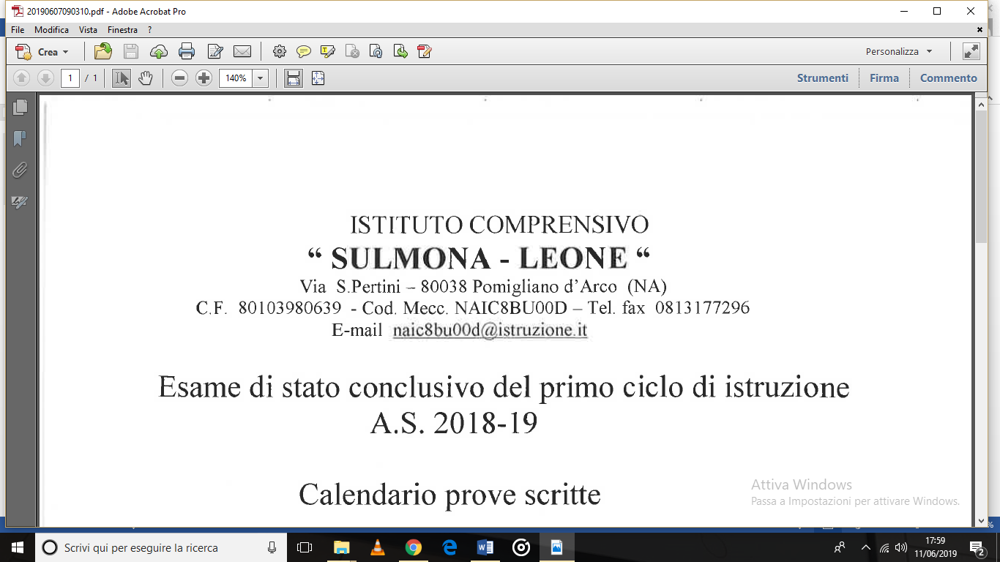 20190607090310.pdf - Adobe Acrobat Pro
File Modifica Vista Finestra ?
Crea
Personalizza
1 / 1
140%
Strumenti Firma Commento
ISTITUTO COMPRENSIVO
“ SULMONA - LEONE “
Via S.Pertini – 80038 Pomigliano d’Arco (NA)
C.F. 80103980639 - Cod. Mecc. NAIC8BU00D – Tel. fax 0813177296
E-mail naic8bu00d@istruzione.it
Esame di stato conclusivo del primo ciclo di istruzione
A.S. 2018-19
Calendario prove scritte
Attiva Windows
Passa a Impostazioni per attivare Windows.
Scrivi qui per eseguire la ricerca
17:59
11/06/2019
2